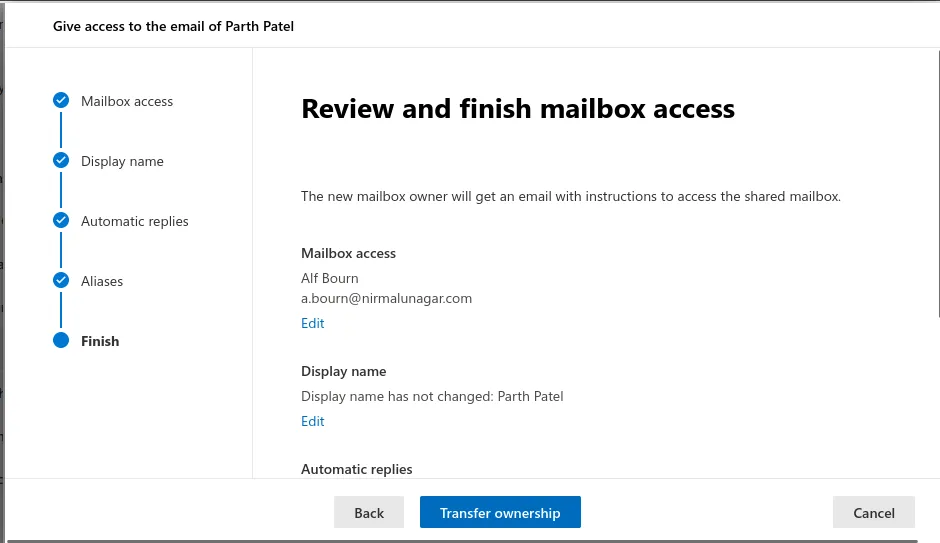 Give access to the email of Parth Patel
Mailbox access
Display name
Automatic replies
Aliases
Finish
Review and finish mailbox access
The new mailbox owner will get an email with instructions to access the shared mailbox.
Mailbox access
Alf Bourn
a.bourn@nirmalunagar.com
Edit
Display name
Display name has not changed: Parth Patel
Edit
Automatic replies
Back
Transfer ownership
Cancel